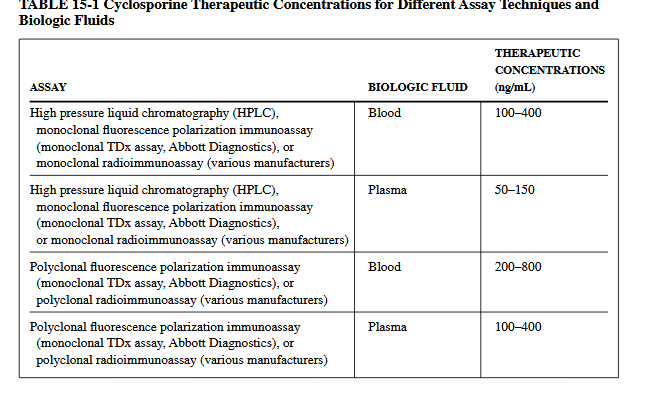 TABLE 15-1 Cyclosporine Therapeutic Concentrations for Different Assay Techniques and
Biologic Fluids
THERAPEUTIC
CONCENTRATIONS
ASSAY BIOLOGIC FLUID (ng/mL)
High pressure liquid chromatography (HPLC), Blood 100–400
monoclonal fluorescence polarization immunoassay
(monoclonal TDx assay, Abbott Diagnostics), or
monoclonal radioimmunoassay (various manufacturers)
High pressure liquid chromatography (HPLC), Plasma 50–150
monoclonal fluorescence polarization immunoassay
(monoclonal TDx assay, Abbott Diagnostics),
or monoclonal radioimmunoassay (various manufacturers)
Polyclonal fluorescence polarization immunoassay Blood 200–800
(monoclonal TDx assay, Abbott Diagnostics), or
polyclonal radioimmunoassay (various manufacturers)
Polyclonal fluorescence polarization immunoassay Plasma 100–400
(monoclonal TDx assay, Abbott Diagnostics), or
polyclonal radioimmunoassay (various manufacturers)